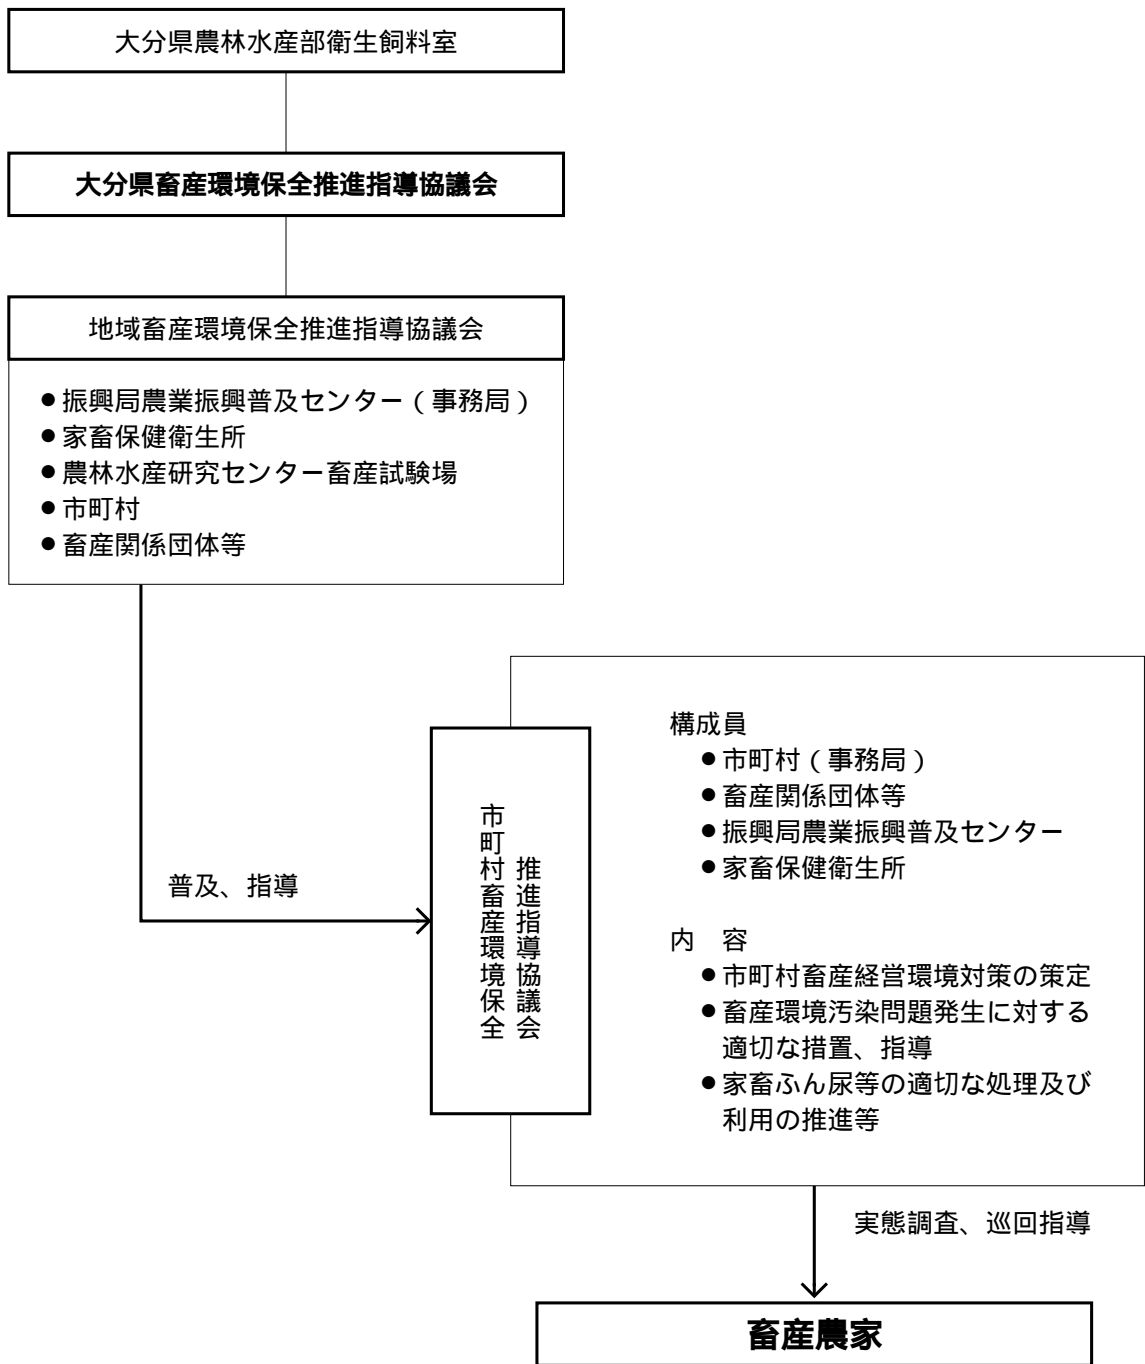 大分県農林水産部衛生飼料室
大分県畜産環境保全推進指導協議会
地域畜産環境保全推進指導協議会
●振興局農業振興普及センター（事務局）
●家畜保健衛生所
●農林水産研究センター畜産試験場
●市町村
●畜産関係団体等
普及、指導
市町村畜産環境保全
推進指導協議会
構成員
●市町村（事務局）
●畜産関係団体等
●振興局農業振興普及センター
●家畜保健衛生所
内　容
●市町村畜産経営環境対策の策定
●畜産環境汚染問題発生に対する
適切な措置、指導
●家畜ふん尿等の適切な処理及び
利用の推進等
実態調査、巡回指導
畜産農家